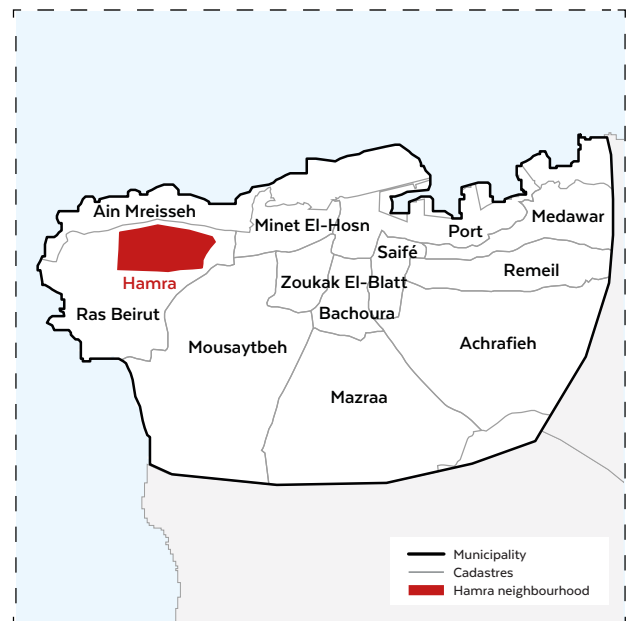 Ain Mreisseh
Minet El-Hosn
Port
Medawar
Saifé
Remeil
Hamra
Zoukak El-Blatt
Ras Beirut
Bachoura
Mousaytbeh
Achrafieh
Mazraa
Municipality
Cadastres
Hamra neighbourhood